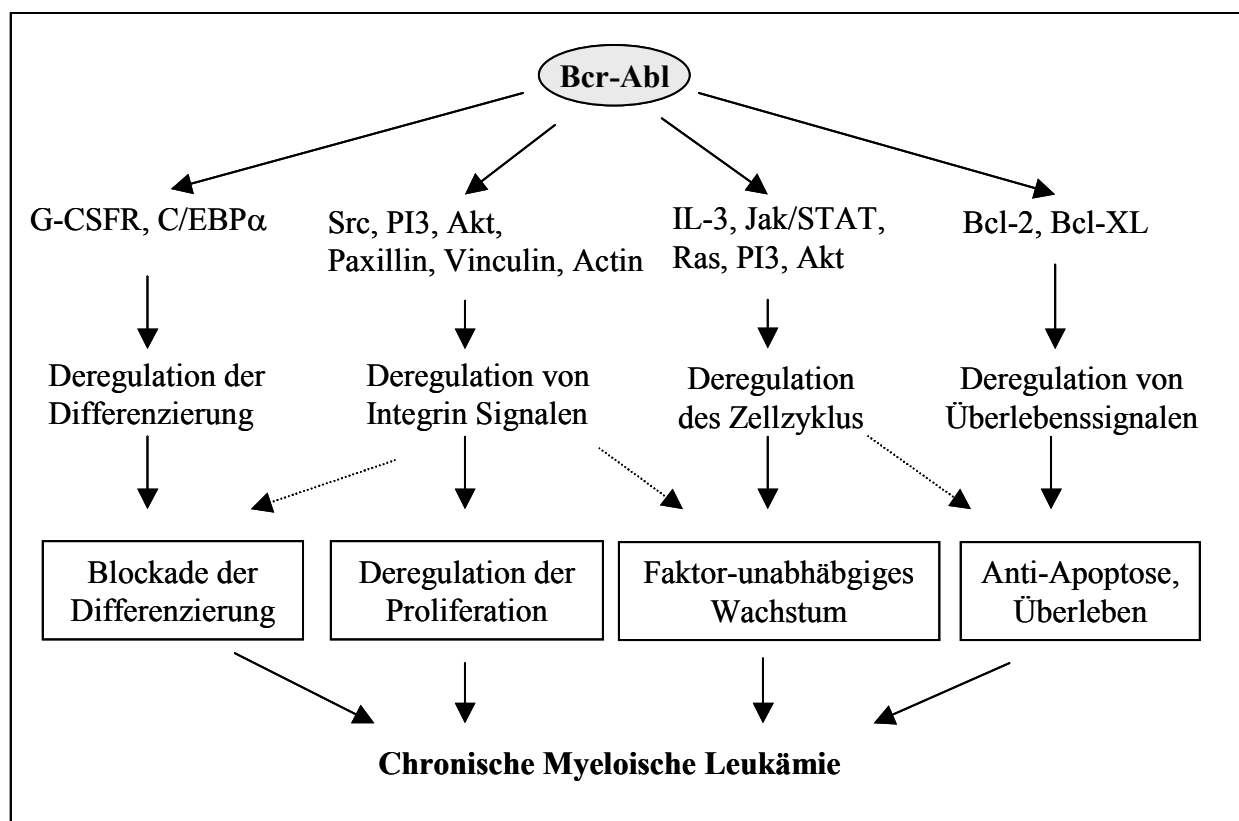 Bcr-Abl
G-CSFR, C/EBPα
Src, PI3, Akt,
Paxillin, Vinculin, Actin
IL-3, Jak/STAT,
Ras, PI3, Akt
Bcl-2, Bcl-XL
Deregulation der
Differenzierung
Deregulation von
Integrin Signalen
Deregulation
des Zellzyklus
Deregulation von
Überlebenssignalen
Blockade der
Differenzierung
Deregulation der
Proliferation
Faktor-unabhäbgiges
Wachstum
Anti-Apoptose,
Überleben
Chronische Myeloische Leukämie